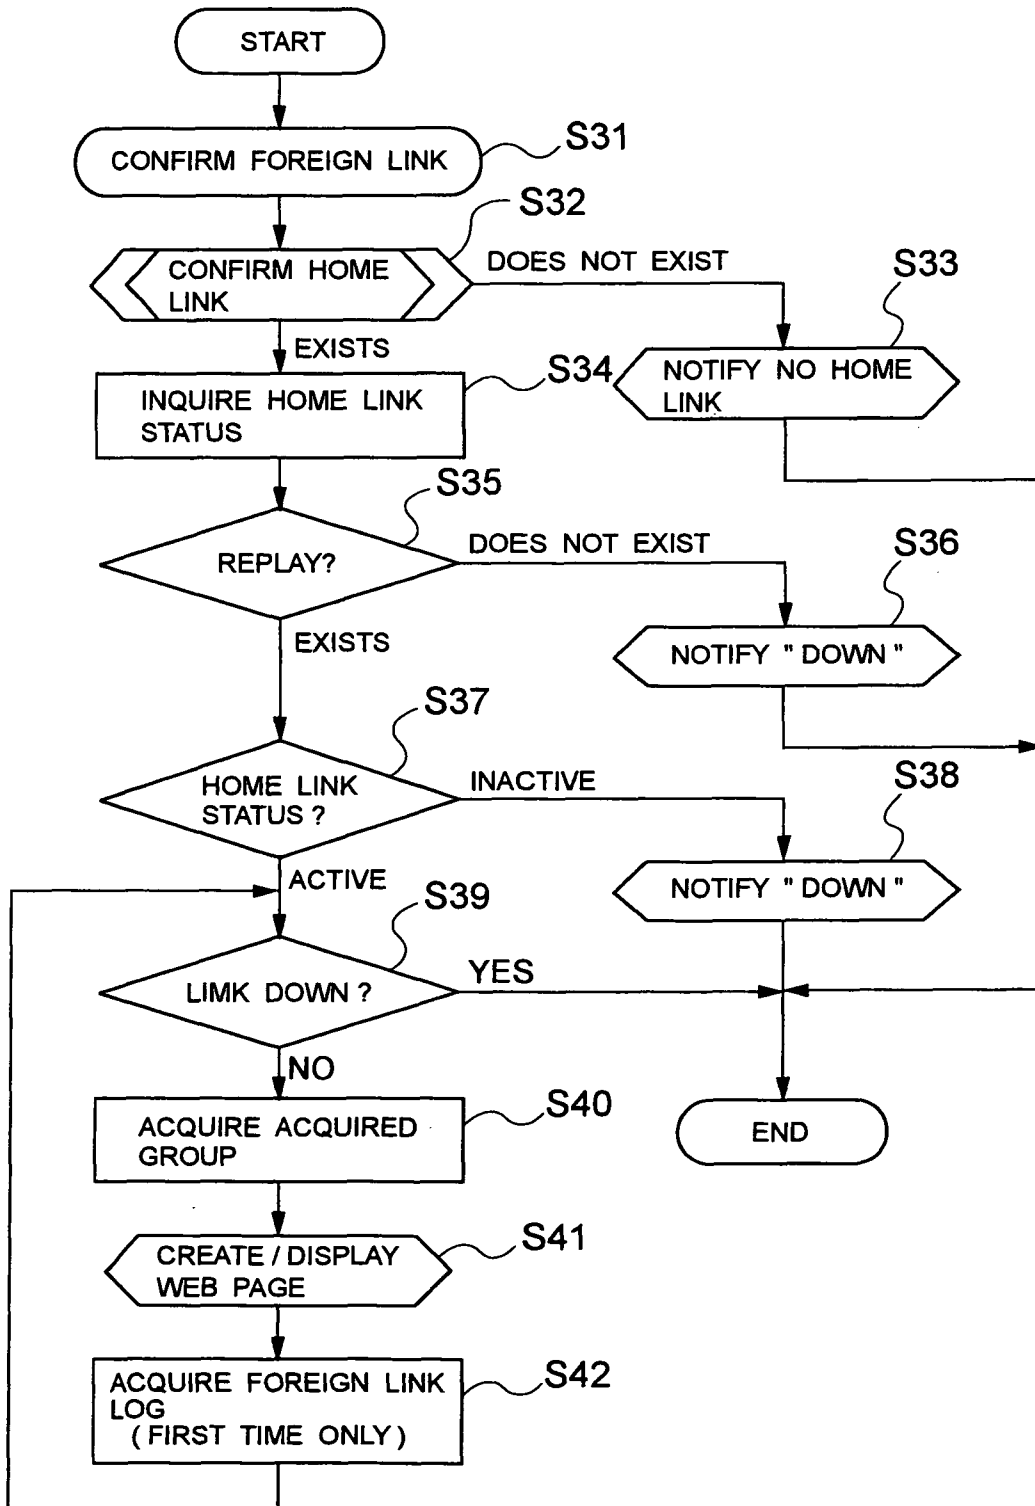 START
CONFIRM FOREIGN LINK
S31
S32
CONFIRM HOME
LINK
DOES NOT EXIST
S33
EXISTS
NOTIFY NO HOME
LINK
S34
INQUIRE HOME LINK
STATUS
S35
REPLAY?
DOES NOT EXIST
S36
EXISTS
NOTIFY "DOWN"
S37
HOME LINK
STATUS?
INACTIVE
S38
ACTIVE
NOTIFY "DOWN"
S39
LIMK DOWN?
YES
NO
S40
ACQUIRE ACQUIRED
GROUP
END
S41
CREATE / DISPLAY
WEB PAGE
S42
ACQUIRE FOREIGN LINK
LOG
(FIRST TIME ONLY)